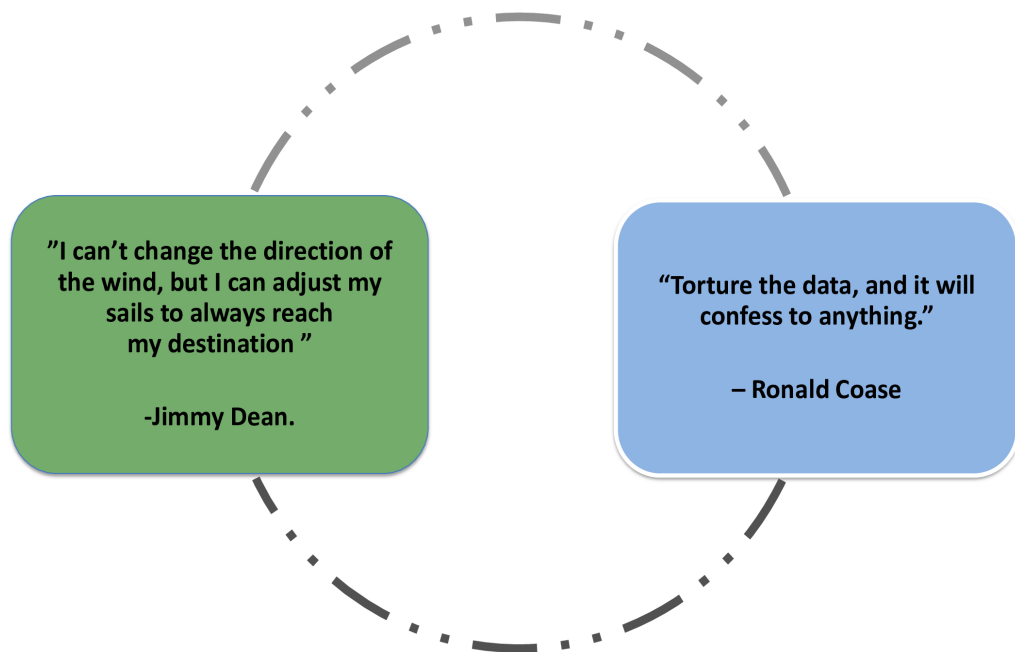 ”I can’t change the direction of
the wind, but I can adjust my
sails to always reach
my destination ”
-Jimmy Dean.
“Torture the data, and it will
confess to anything.”
– Ronald Coase